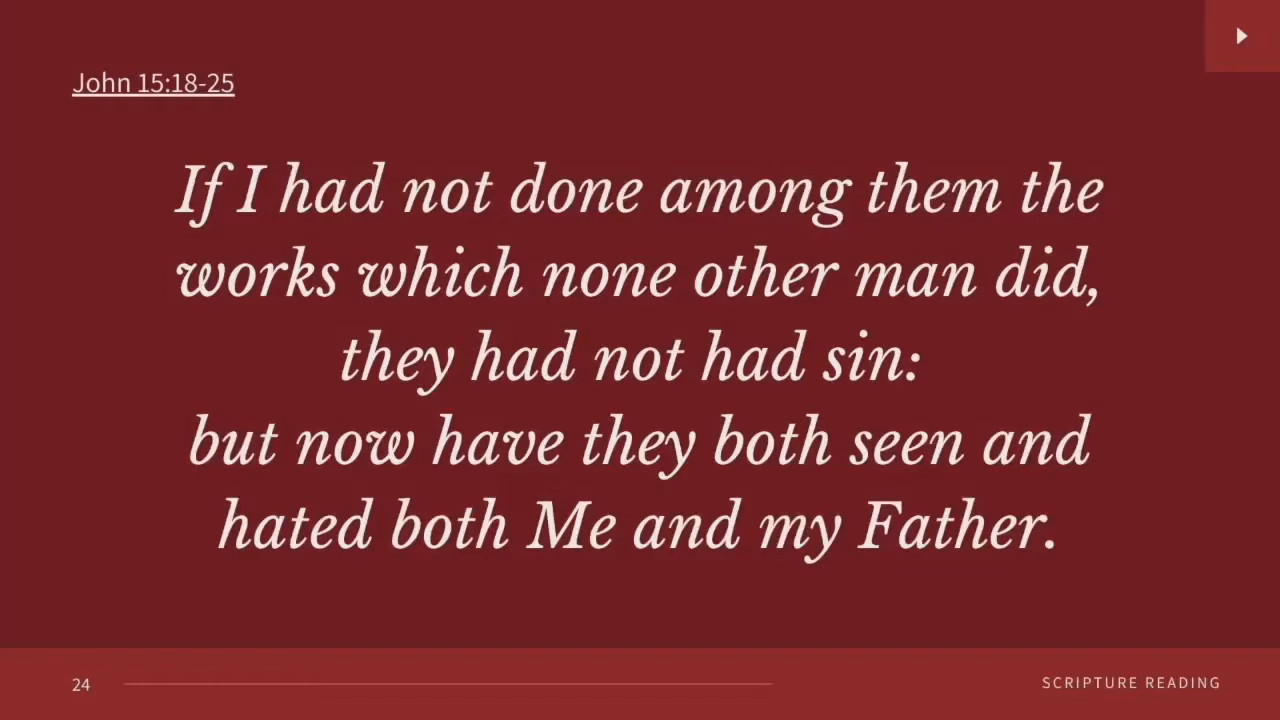 John 15:18-25
If I had not done among them the
works which none other man did,
they had not had sin:
but now have they both seen and
hated both Me and my Father.
24
SCRIPTURE READING